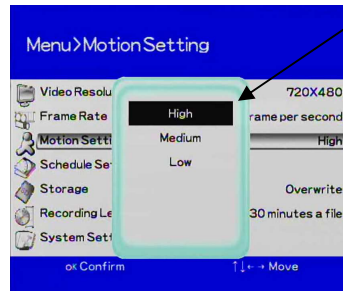 Menu>Motion Setting
Video Resolu 720X480
High
Frame Rate rame per second
Medium
Motion Setti High
Low
Schedule Se
Storage Overwrite
Recording Le 30 minutes a file
System Sett
OK Confirm ↑↓←→ Move